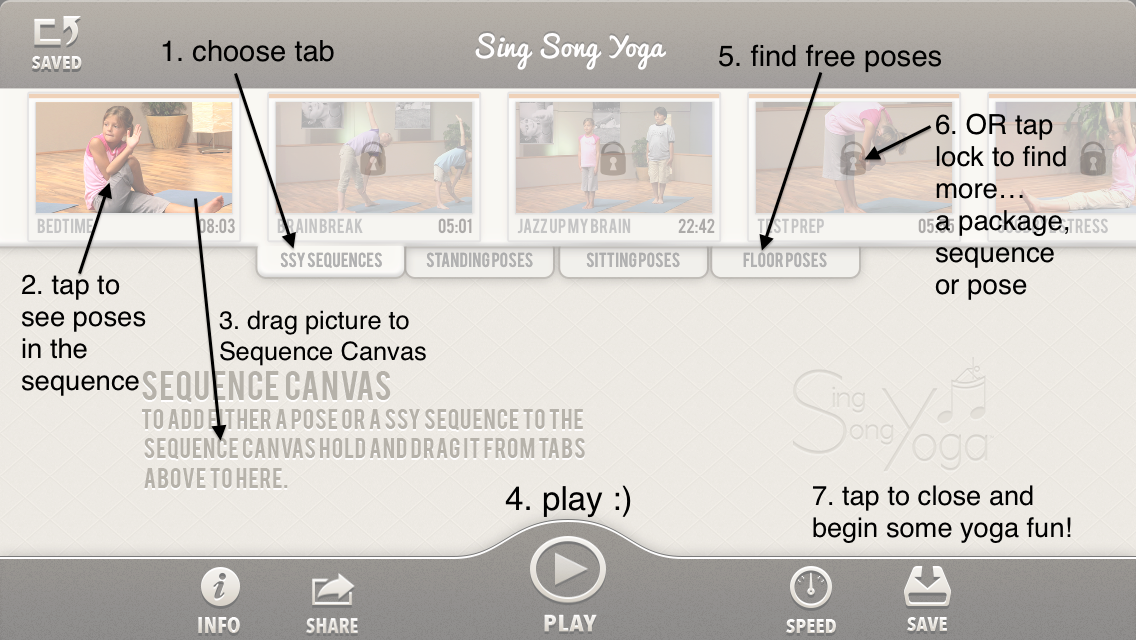 SAVED
1. choose tab
Sing Song Yoga
5. find free poses
6. OR tap
lock to find
more...
a package,
sequence
or pose
BEDTIME 08:03
BRAIN BREAK 05:01
JAZZ UP MY BRAIN 22:42
TEST PREP
SSY SEQUENCES
STANDING POSES
SITTING POSES
FLOOR POSES
2. tap to
see poses
in the
sequence
3. drag picture to
Sequence Canvas
SEQUENCE CANVAS
TO ADD EITHER A POSE OR A SSY SEQUENCE TO THE
SEQUENCE CANVAS HOLD AND DRAG IT FROM TABS
ABOVE TO HERE.
Sing
Song Yoga
4. play :)
7. tap to close and
begin some yoga fun!
INFO
SHARE
PLAY
SPEED
SAVE